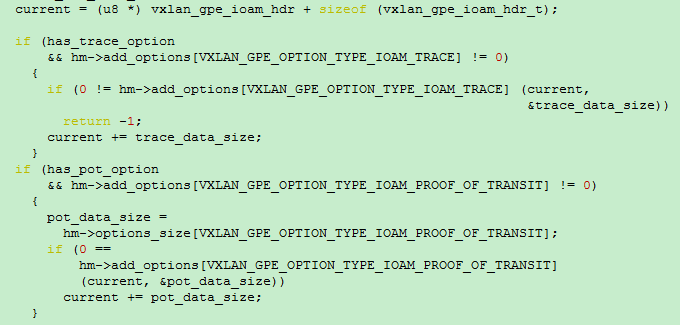 current = (u8 *) vxlan_gpe_ioam_hdr + sizeof (vxlan_gpe_ioam_hdr_t);
if (has_trace_option
&& hm->add_options[VXLAN_GPE_OPTION_TYPE_IOAM_TRACE] != 0)
{
if (0 != hm->add_options[VXLAN_GPE_OPTION_TYPE_IOAM_TRACE] (current,
&trace_data_size))
return -1;
current += trace_data_size;
}
if (has_pot_option
&& hm->add_options[VXLAN_GPE_OPTION_TYPE_IOAM_PROOF_OF_TRANSIT] != 0)
{
pot_data_size =
hm->options_size[VXLAN_GPE_OPTION_TYPE_IOAM_PROOF_OF_TRANSIT];
if (0 ==
hm->add_options[VXLAN_GPE_OPTION_TYPE_IOAM_PROOF_OF_TRANSIT]
(current, &pot_data_size))
current += pot_data_size;
}